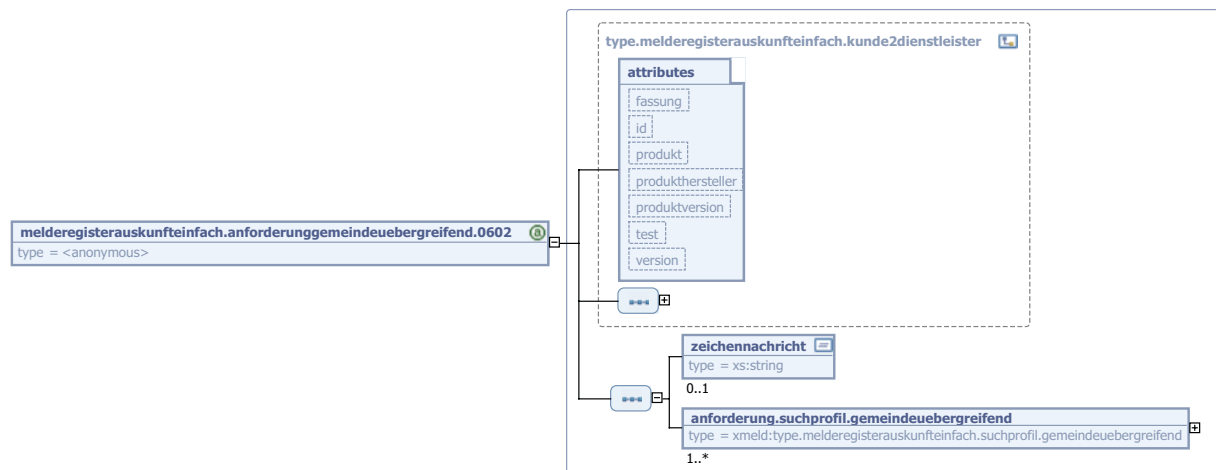 type.melderegisterauskunfteinfach.kunde2dienstleister
attributes
fassung
id
produkt
produkthersteller
produktversion
test
version
melderegisterauskunfteinfach.anforderunggemeindeuebergreifend.0602
type = <anonymous>
zeichennachricht
type = xs:string
0..1
anforderung.suchprofil.gemeindeuebergreifend
type = xmeld:type.melderegisterauskunfteinfach.suchprofil.gemeindeuebergreifend
1..*